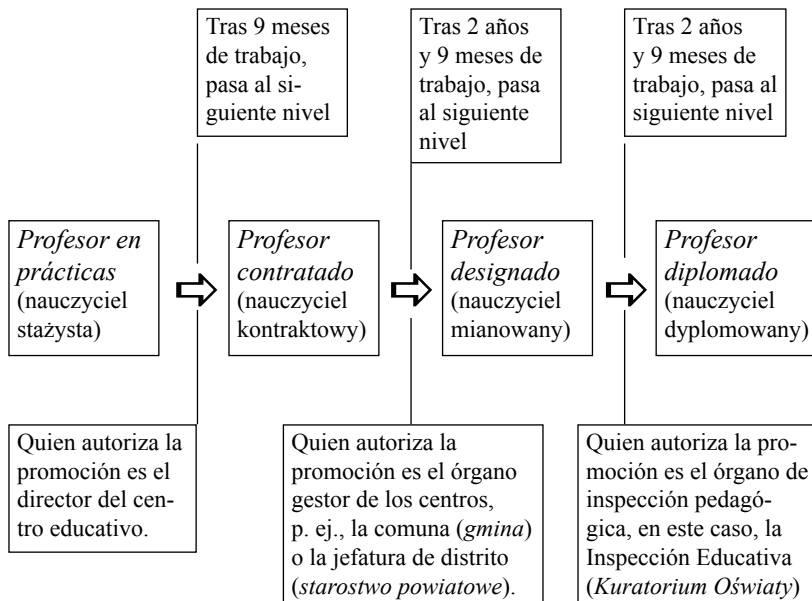 Tras 9 meses
de trabajo,
pasa al si-
guiente nivel
Tras 2 años
y 9 meses de
trabajo, pasa
al siguiente
nivel
Tras 2 años
y 9 meses de
trabajo, pasa al
siguiente nivel
Profesor en
prácticas
(nauczyciel
stażysta)
Profesor
contratado
(nauczyciel
kontraktowy)
Profesor
designado
(nauczyciel
mianowany)
Profesor
diplomado
(nauczyciel
dyplomowany)
Quien autoriza la
promoción es el
director del cen-
tro educativo.
Quien autoriza la
promoción es el órgano
gestor de los centros,
p. ej., la comuna (gmina)
o la jefatura de distrito
(starostwo powiatowe).
Quien autoriza la pro-
moción es el órgano de
inspección pedagó-
gica, en este caso, la
Inspección Educativa
(Kuratorium Oświaty)